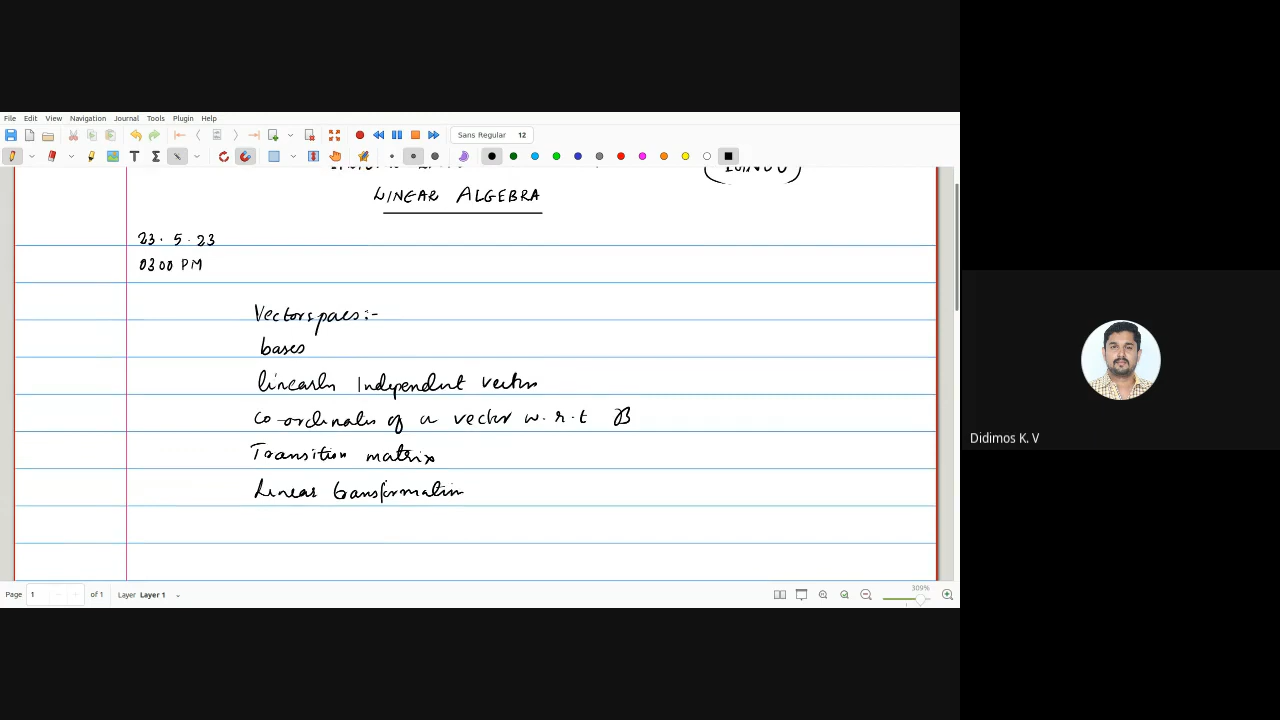 File Edit View Navigation Journal Tools Plugin Help
Sans Regular 12
LINEAR ALGEBRA
23. 5. 23
03 00 PM
Vectorspaes :-
bases
linearly Independent vectors
co-ordinates of a vector w.r.t B
Transition matrix
Linear transformation
Didimos K. V
Page 1 of 1 Layer Layer 1 309%